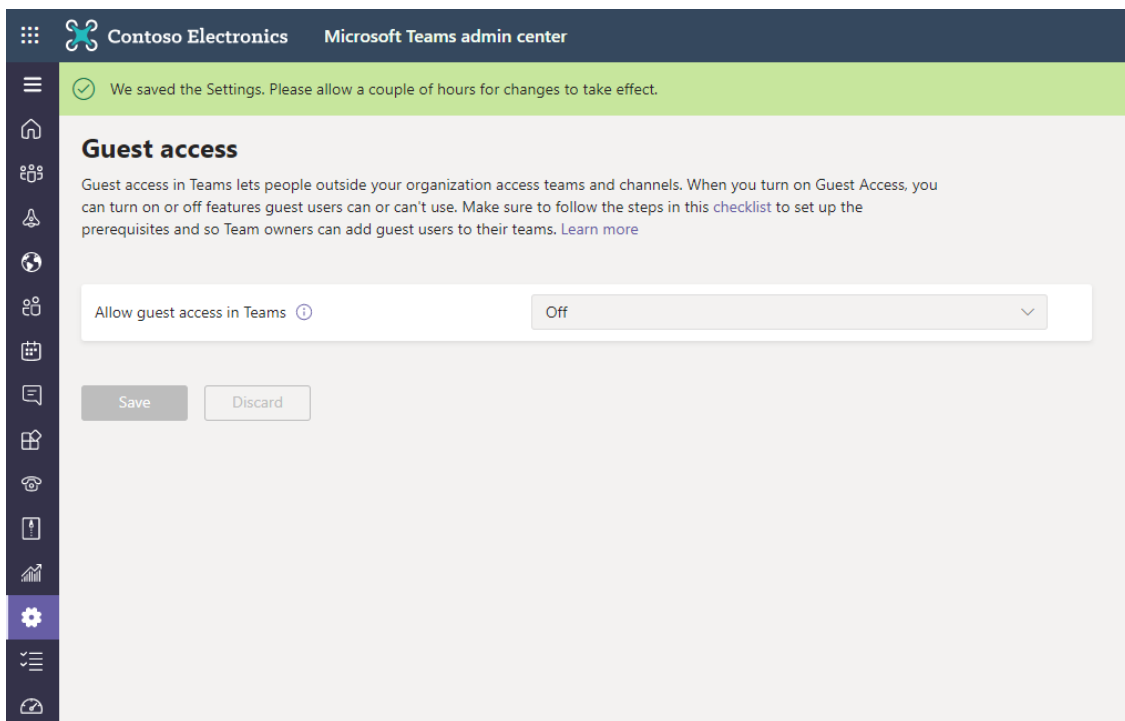 Contoso Electronics Microsoft Teams admin center
We saved the Settings. Please allow a couple of hours for changes to take effect.
Guest access
Guest access in Teams lets people outside your organization access teams and channels. When you turn on Guest Access, you
can turn on or off features guest users can or can't use. Make sure to follow the steps in this checklist to set up the
prerequisites and so Team owners can add guest users to their teams. Learn more
Allow guest access in Teams Off
Save Discard